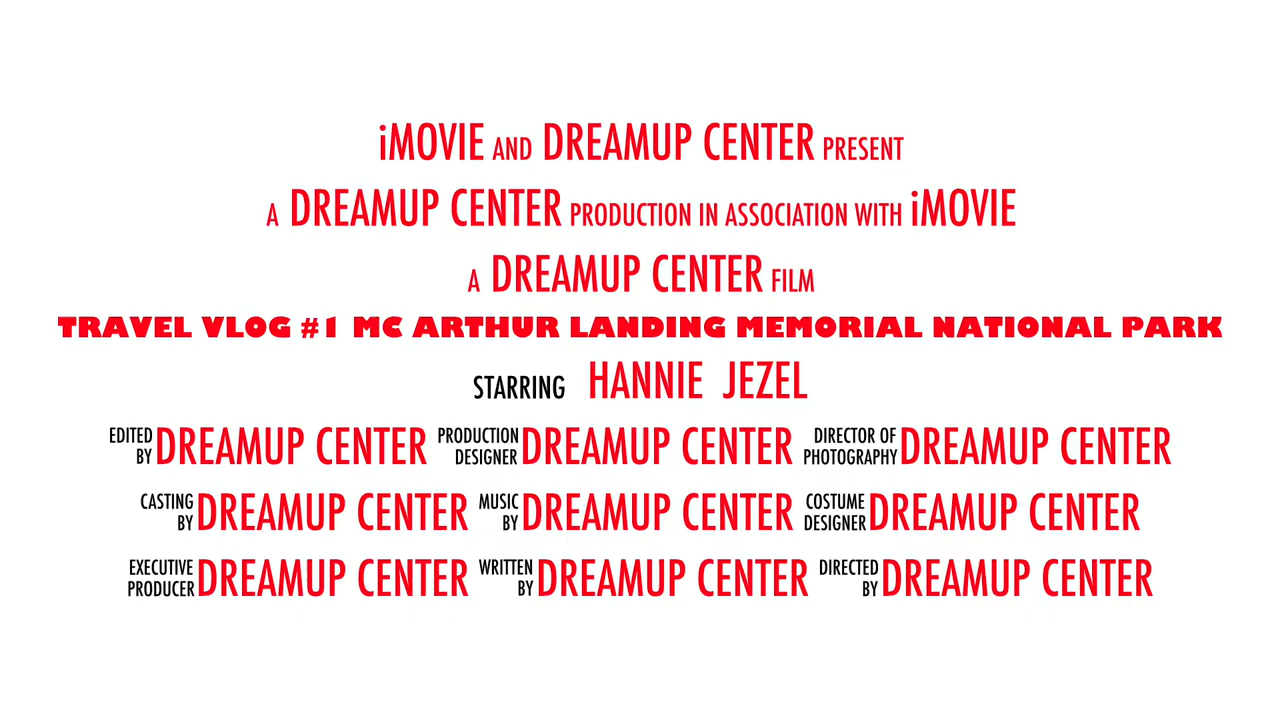 iMOVIE AND DREAMUP CENTER PRESENT
A DREAMUP CENTER PRODUCTION IN ASSOCIATION WITH iMOVIE
A DREAMUP CENTER FILM
TRAVEL VLOG #1 MC ARTHUR LANDING MEMORIAL NATIONAL PARK
STARRING HANNIE JEZEL
EDITED BY DREAMUP CENTER PRODUCTION DESIGNER DREAMUP CENTER DIRECTOR OF PHOTOGRAPHY DREAMUP CENTER
CASTING BY DREAMUP CENTER MUSIC BY DREAMUP CENTER COSTUME DESIGNER DREAMUP CENTER
EXECUTIVE PRODUCER DREAMUP CENTER WRITTEN BY DREAMUP CENTER DIRECTED BY DREAMUP CENTER